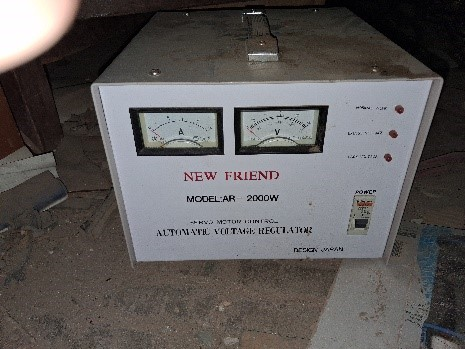 A
V
NEW FRIEND
MODEL:AR - 2000W
SERVO MOTOR CONTROL
AUTOMATIC VOLTAGE REGULATOR
POWER
DESIGN JAPAN